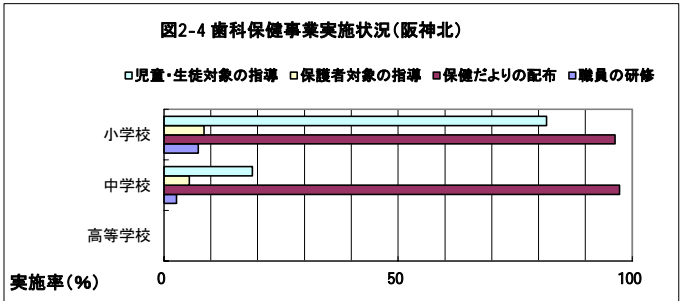 図2-4 歯科保健事業実施状況(阪神北)
□児童・生徒対象の指導 □保護者対象の指導 ■保健だよりの配布 □職員の研修
小学校
中学校
高等学校
実施率(%) 0 50 100